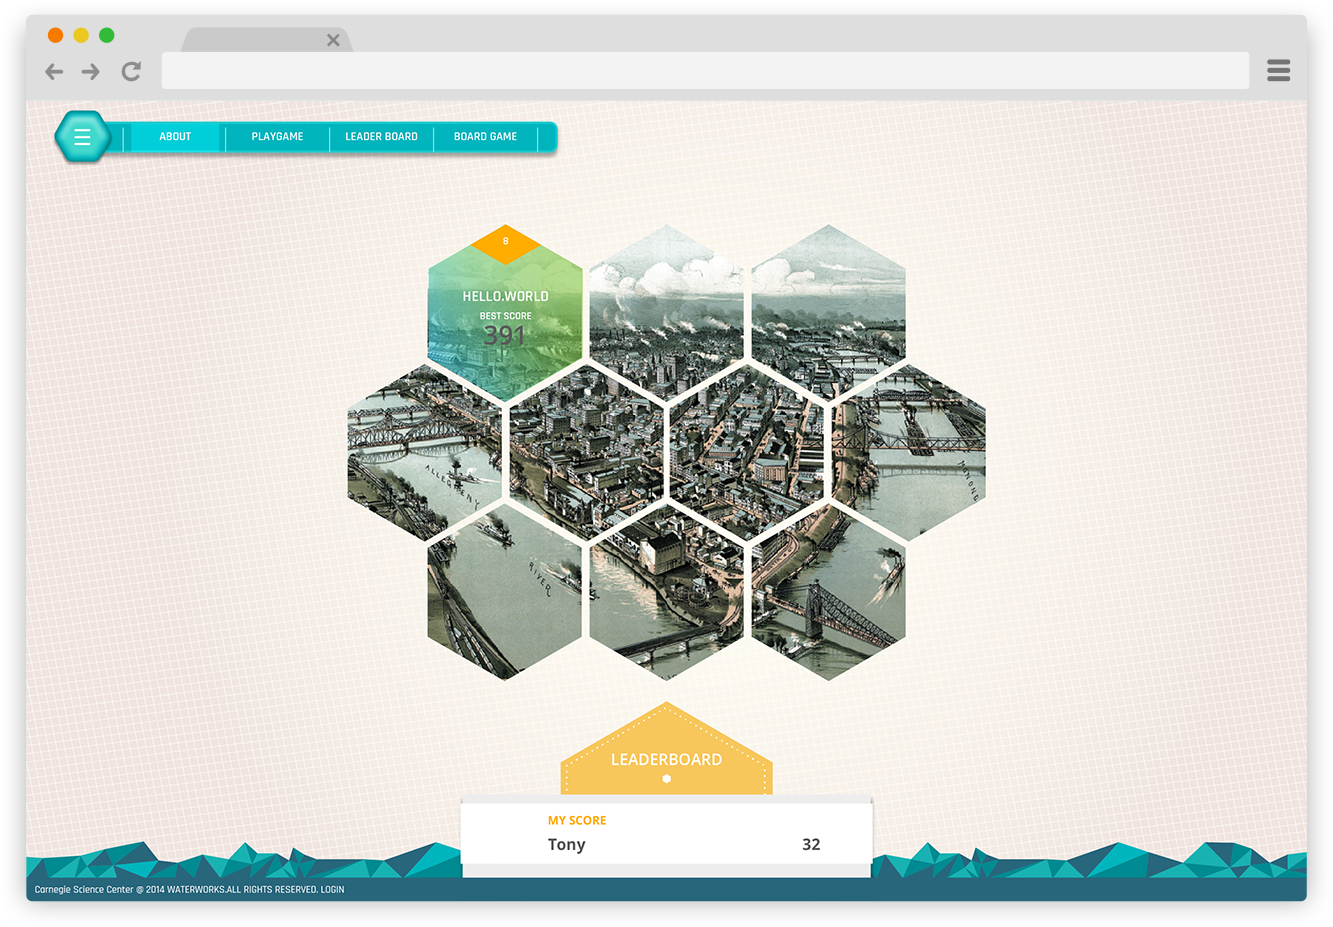 ABOUT
PLAYGAME
LEADER BOARD
BOARD GAME
8
HELLO.WORLD
BEST SCORE
391
ALLEGHENY
RIVER
MONONG
LEADERBOARD
MY SCORE
Tony 32
Carnegie Science Center @ 2014 WATERWORKS.ALL RIGHTS RESERVED. LOGIN